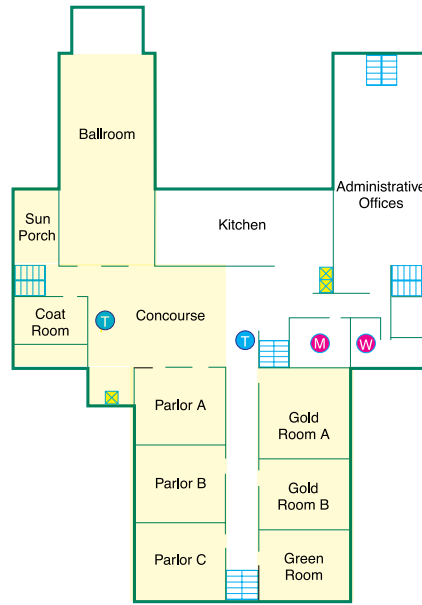 Ballroom
Sun
Porch
Kitchen
Administrative
Offices
Coat
Room
T
Concourse
T
M
W
Parlor A
Gold
Room A
Parlor B
Gold
Room B
Parlor C
Green
Room